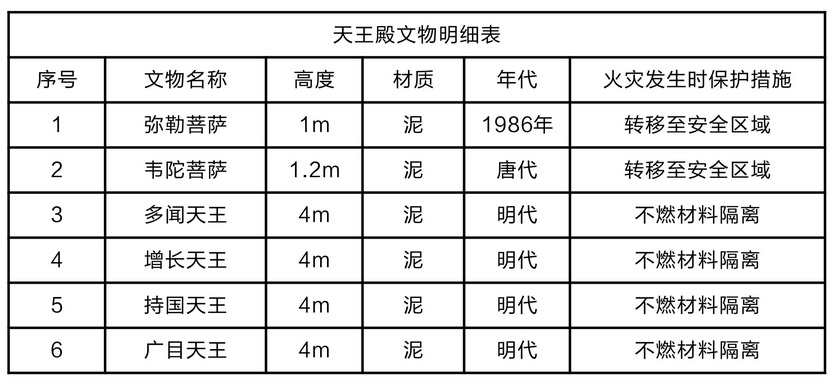 天王殿文物明细表
序号 文物名称 高度 材质 年代 火灾发生时保护措施
1 弥勒菩萨 1m 泥 1986年 转移至安全区域
2 韦陀菩萨 1.2m 泥 唐代 转移至安全区域
3 多闻天王 4m 泥 明代 不燃材料隔离
4 增长天王 4m 泥 明代 不燃材料隔离
5 持国天王 4m 泥 明代 不燃材料隔离
6 广目天王 4m 泥 明代 不燃材料隔离